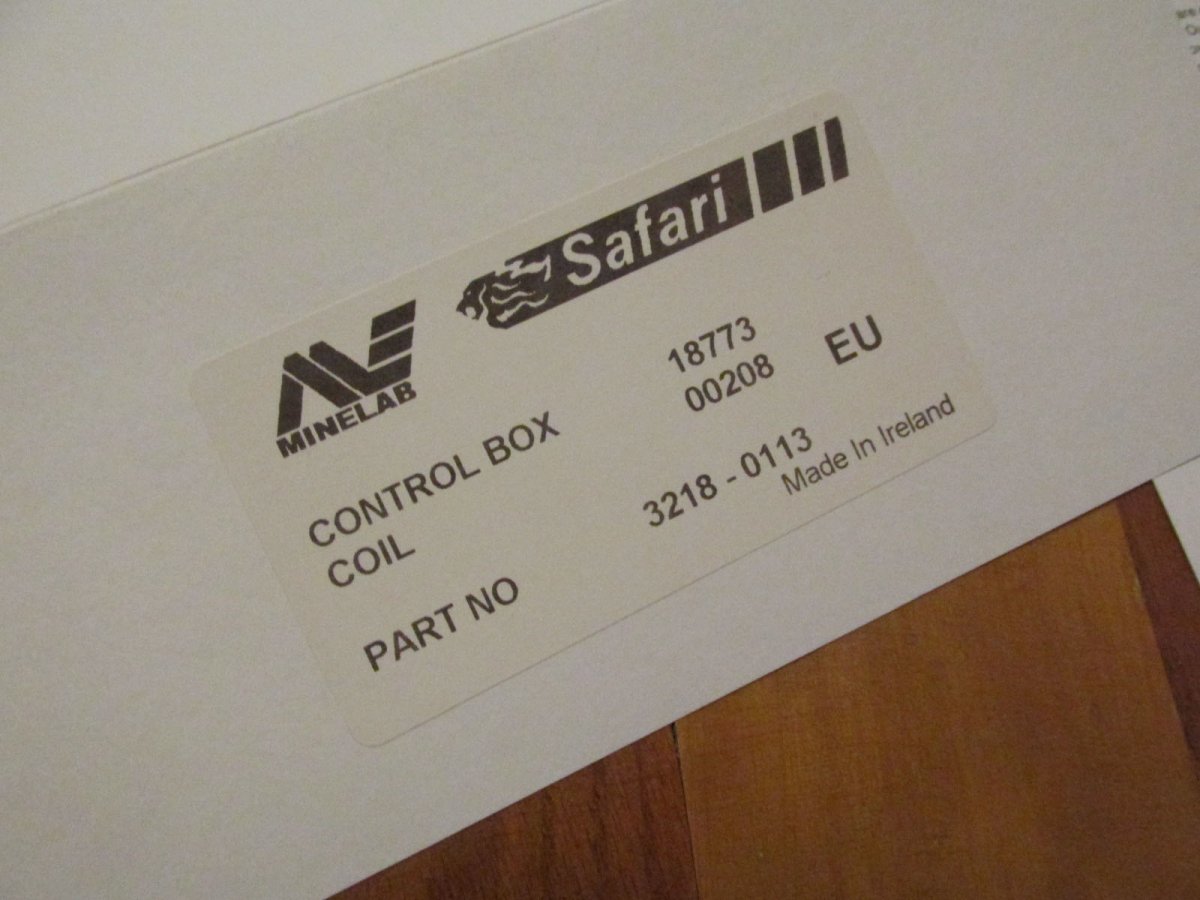 Safari
MINELAB
CONTROL BOX 18773
COIL 00208 EU
PART NO 3218 - 0113
Made In Ireland